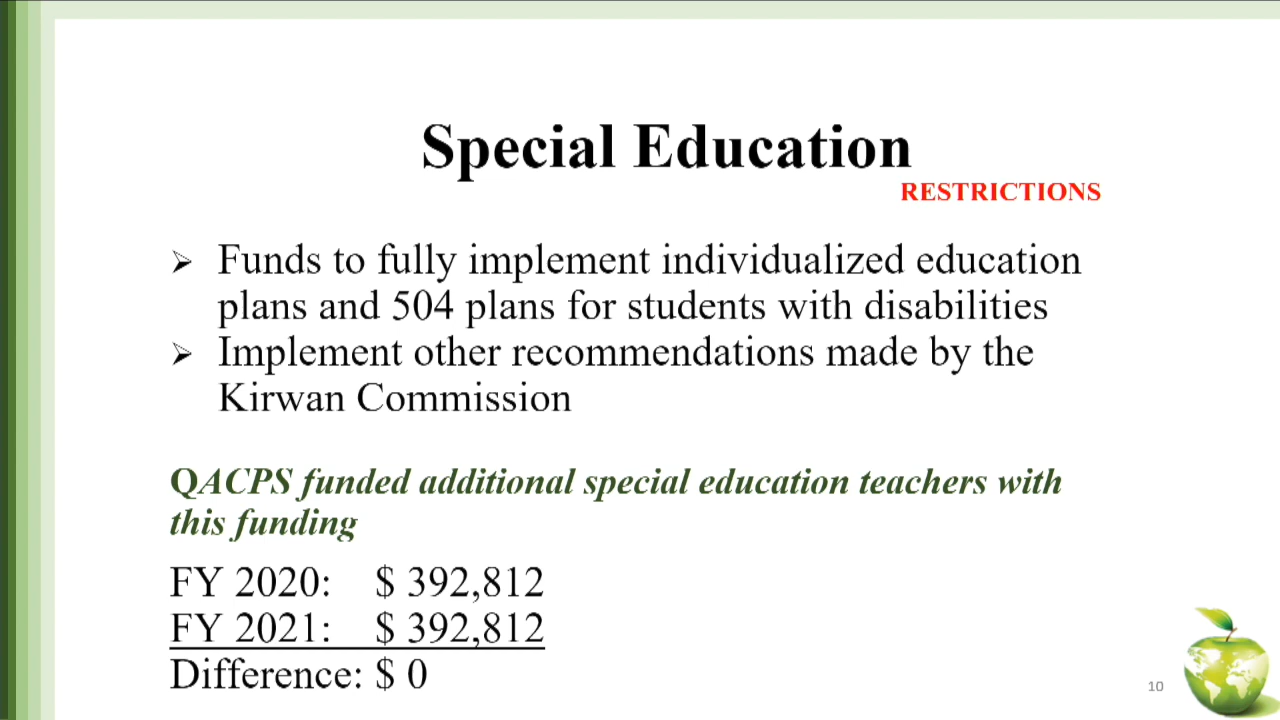 Special Education
RESTRICTIONS
➢ Funds to fully implement individualized education
plans and 504 plans for students with disabilities
➢ Implement other recommendations made by the
Kirwan Commission
QACPS funded additional special education teachers with
this funding
FY 2020: $ 392,812
FY 2021: $ 392,812
Difference: $ 0
10